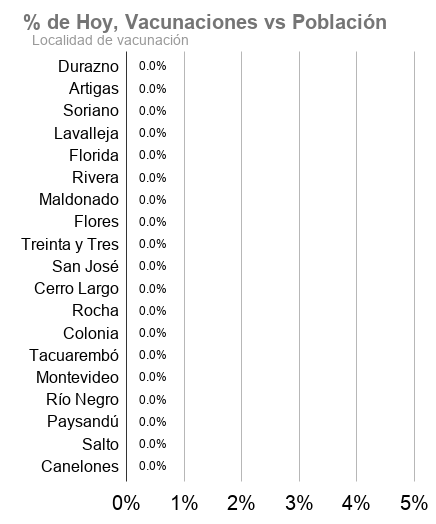 % de Hoy, Vacunaciones vs Población
Localidad de vacunación
Durazno 0.0%
Artigas 0.0%
Soriano 0.0%
Lavalleja 0.0%
Florida 0.0%
Rivera 0.0%
Maldonado 0.0%
Flores 0.0%
Treinta y Tres 0.0%
San José 0.0%
Cerro Largo 0.0%
Rocha 0.0%
Colonia 0.0%
Tacuarembó 0.0%
Montevideo 0.0%
Río Negro 0.0%
Paysandú 0.0%
Salto 0.0%
Canelones 0.0%
0% 1% 2% 3% 4% 5%